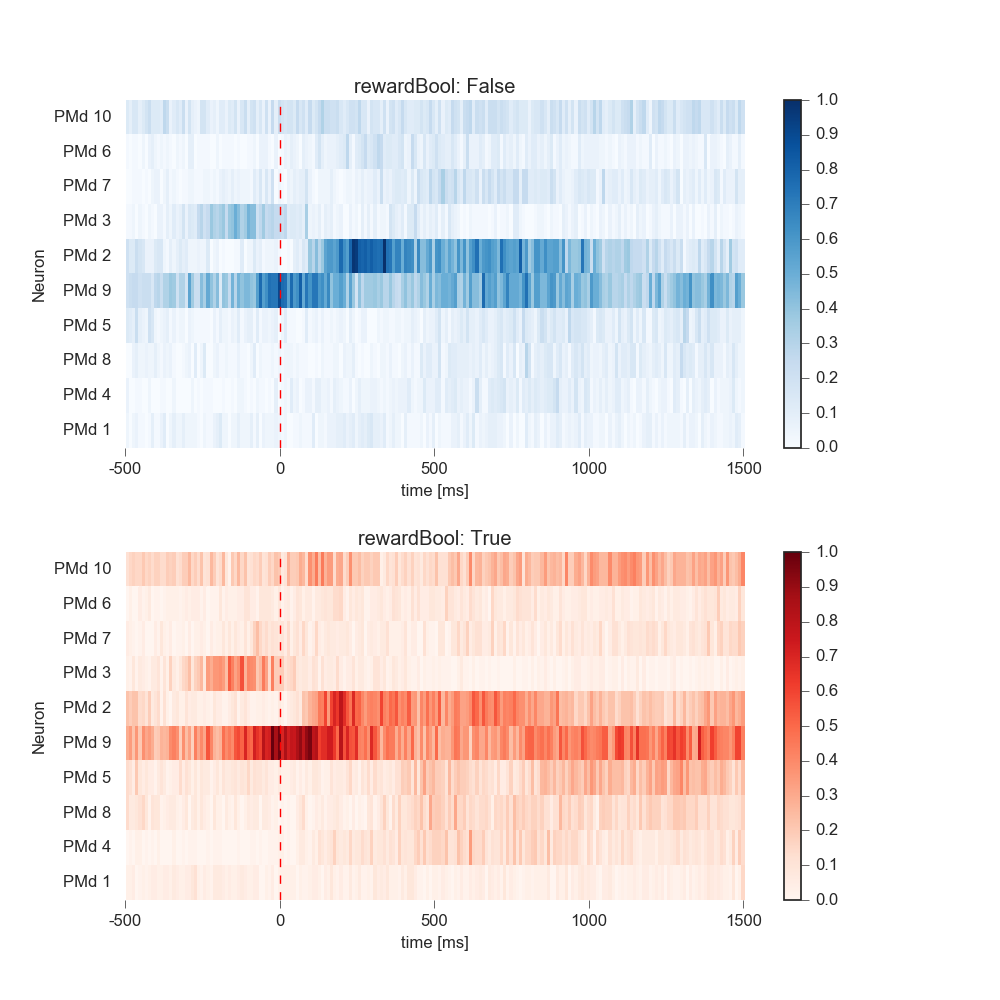 rewardBool: False
PMd 10
PMd 6
PMd 7
PMd 3
PMd 2
PMd 9
PMd 5
PMd 8
PMd 4
PMd 1
Neuron
-500 0 500 1000 1500
time [ms]
1.0
0.9
0.8
0.7
0.6
0.5
0.4
0.3
0.2
0.1
0.0
rewardBool: True
PMd 10
PMd 6
PMd 7
PMd 3
PMd 2
PMd 9
PMd 5
PMd 8
PMd 4
PMd 1
Neuron
-500 0 500 1000 1500
time [ms]
1.0
0.9
0.8
0.7
0.6
0.5
0.4
0.3
0.2
0.1
0.0